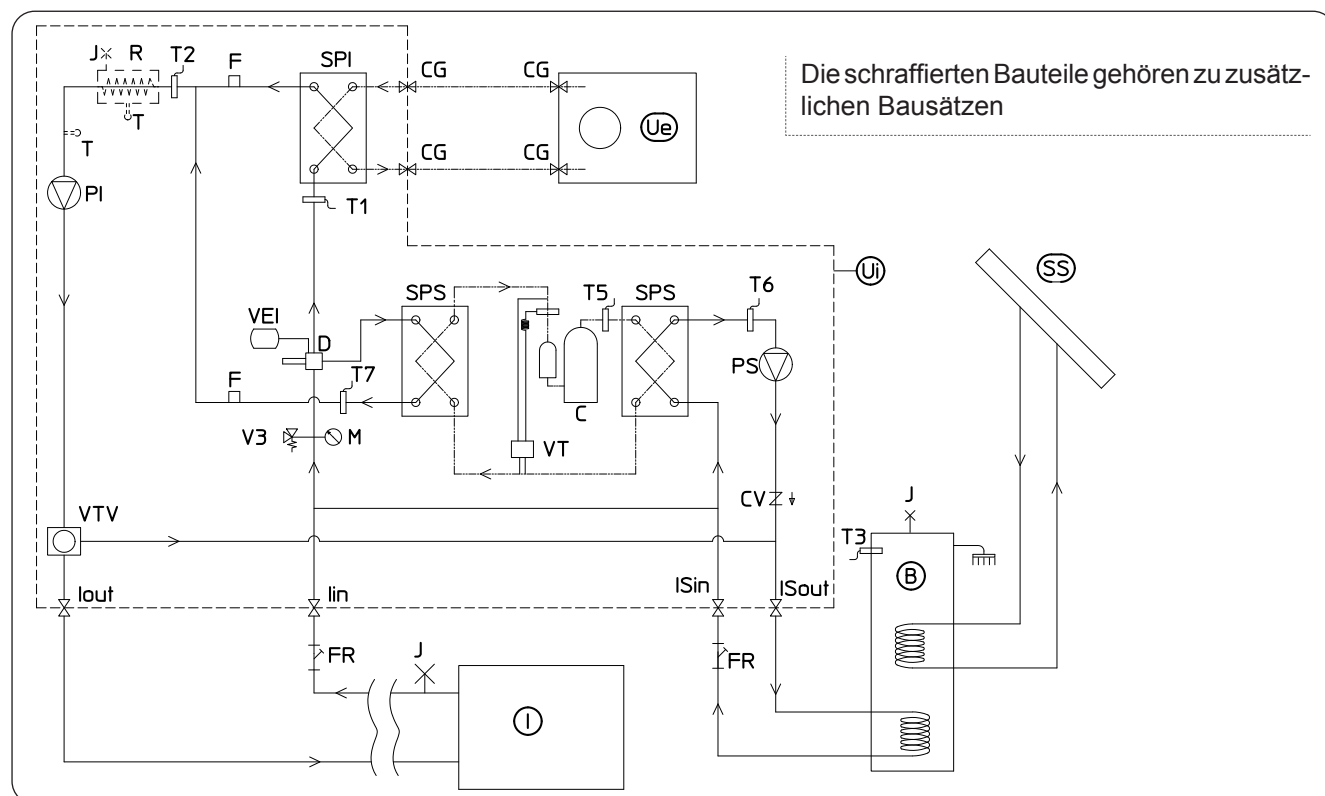 J R T2 F SPI CG CG
Die schraffierten Bauteile gehören zu zusätz-
lichen Bausätzen
Ue
T
T
CG CG
PI
T1
Ui
SS
SPS T5 SPS T6
VEI
D
PS
F T7
C
V3 M
VT
CV
J
VTV
T3
B
Iout Iin ISin ISout
FR J FR
I